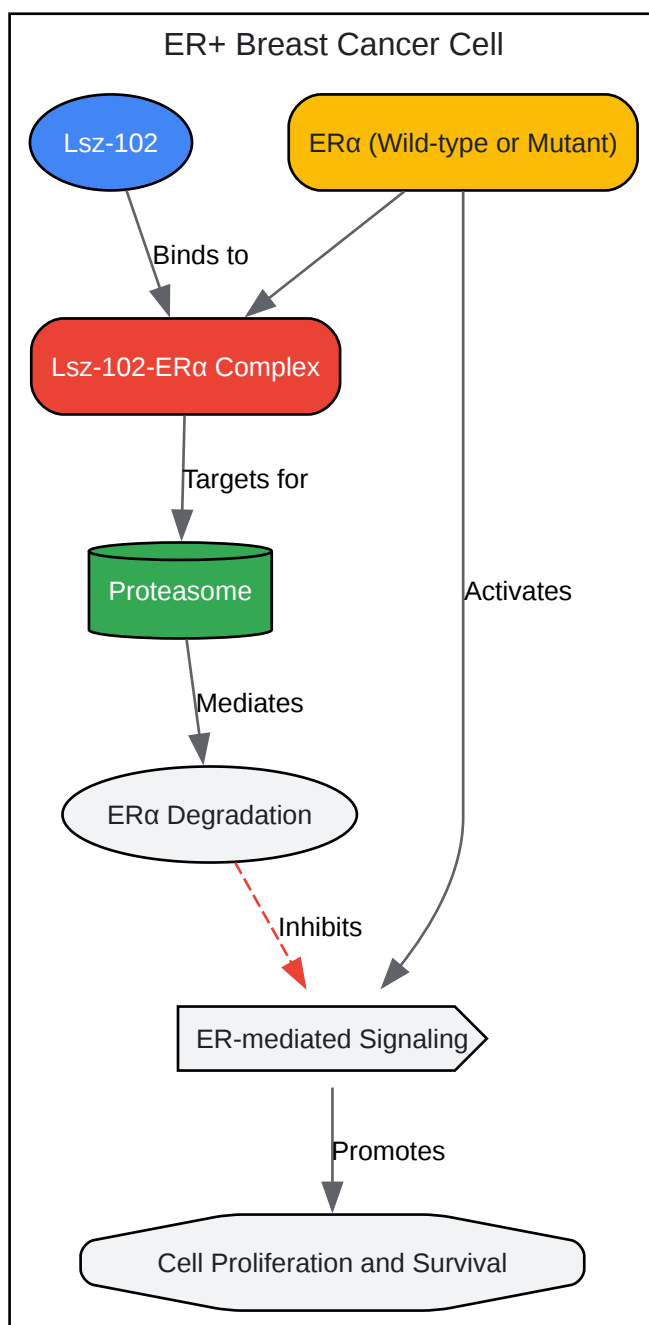 ER+ Breast Cancer Cell
Lsz-102
ERα (Wild-type or Mutant)
Binds to
Lsz-102-ERα Complex
Targets for
Proteasome
Activates
Mediates
ERα Degradation
Inhibits
ER-mediated Signaling
Promotes
Cell Proliferation and Survival